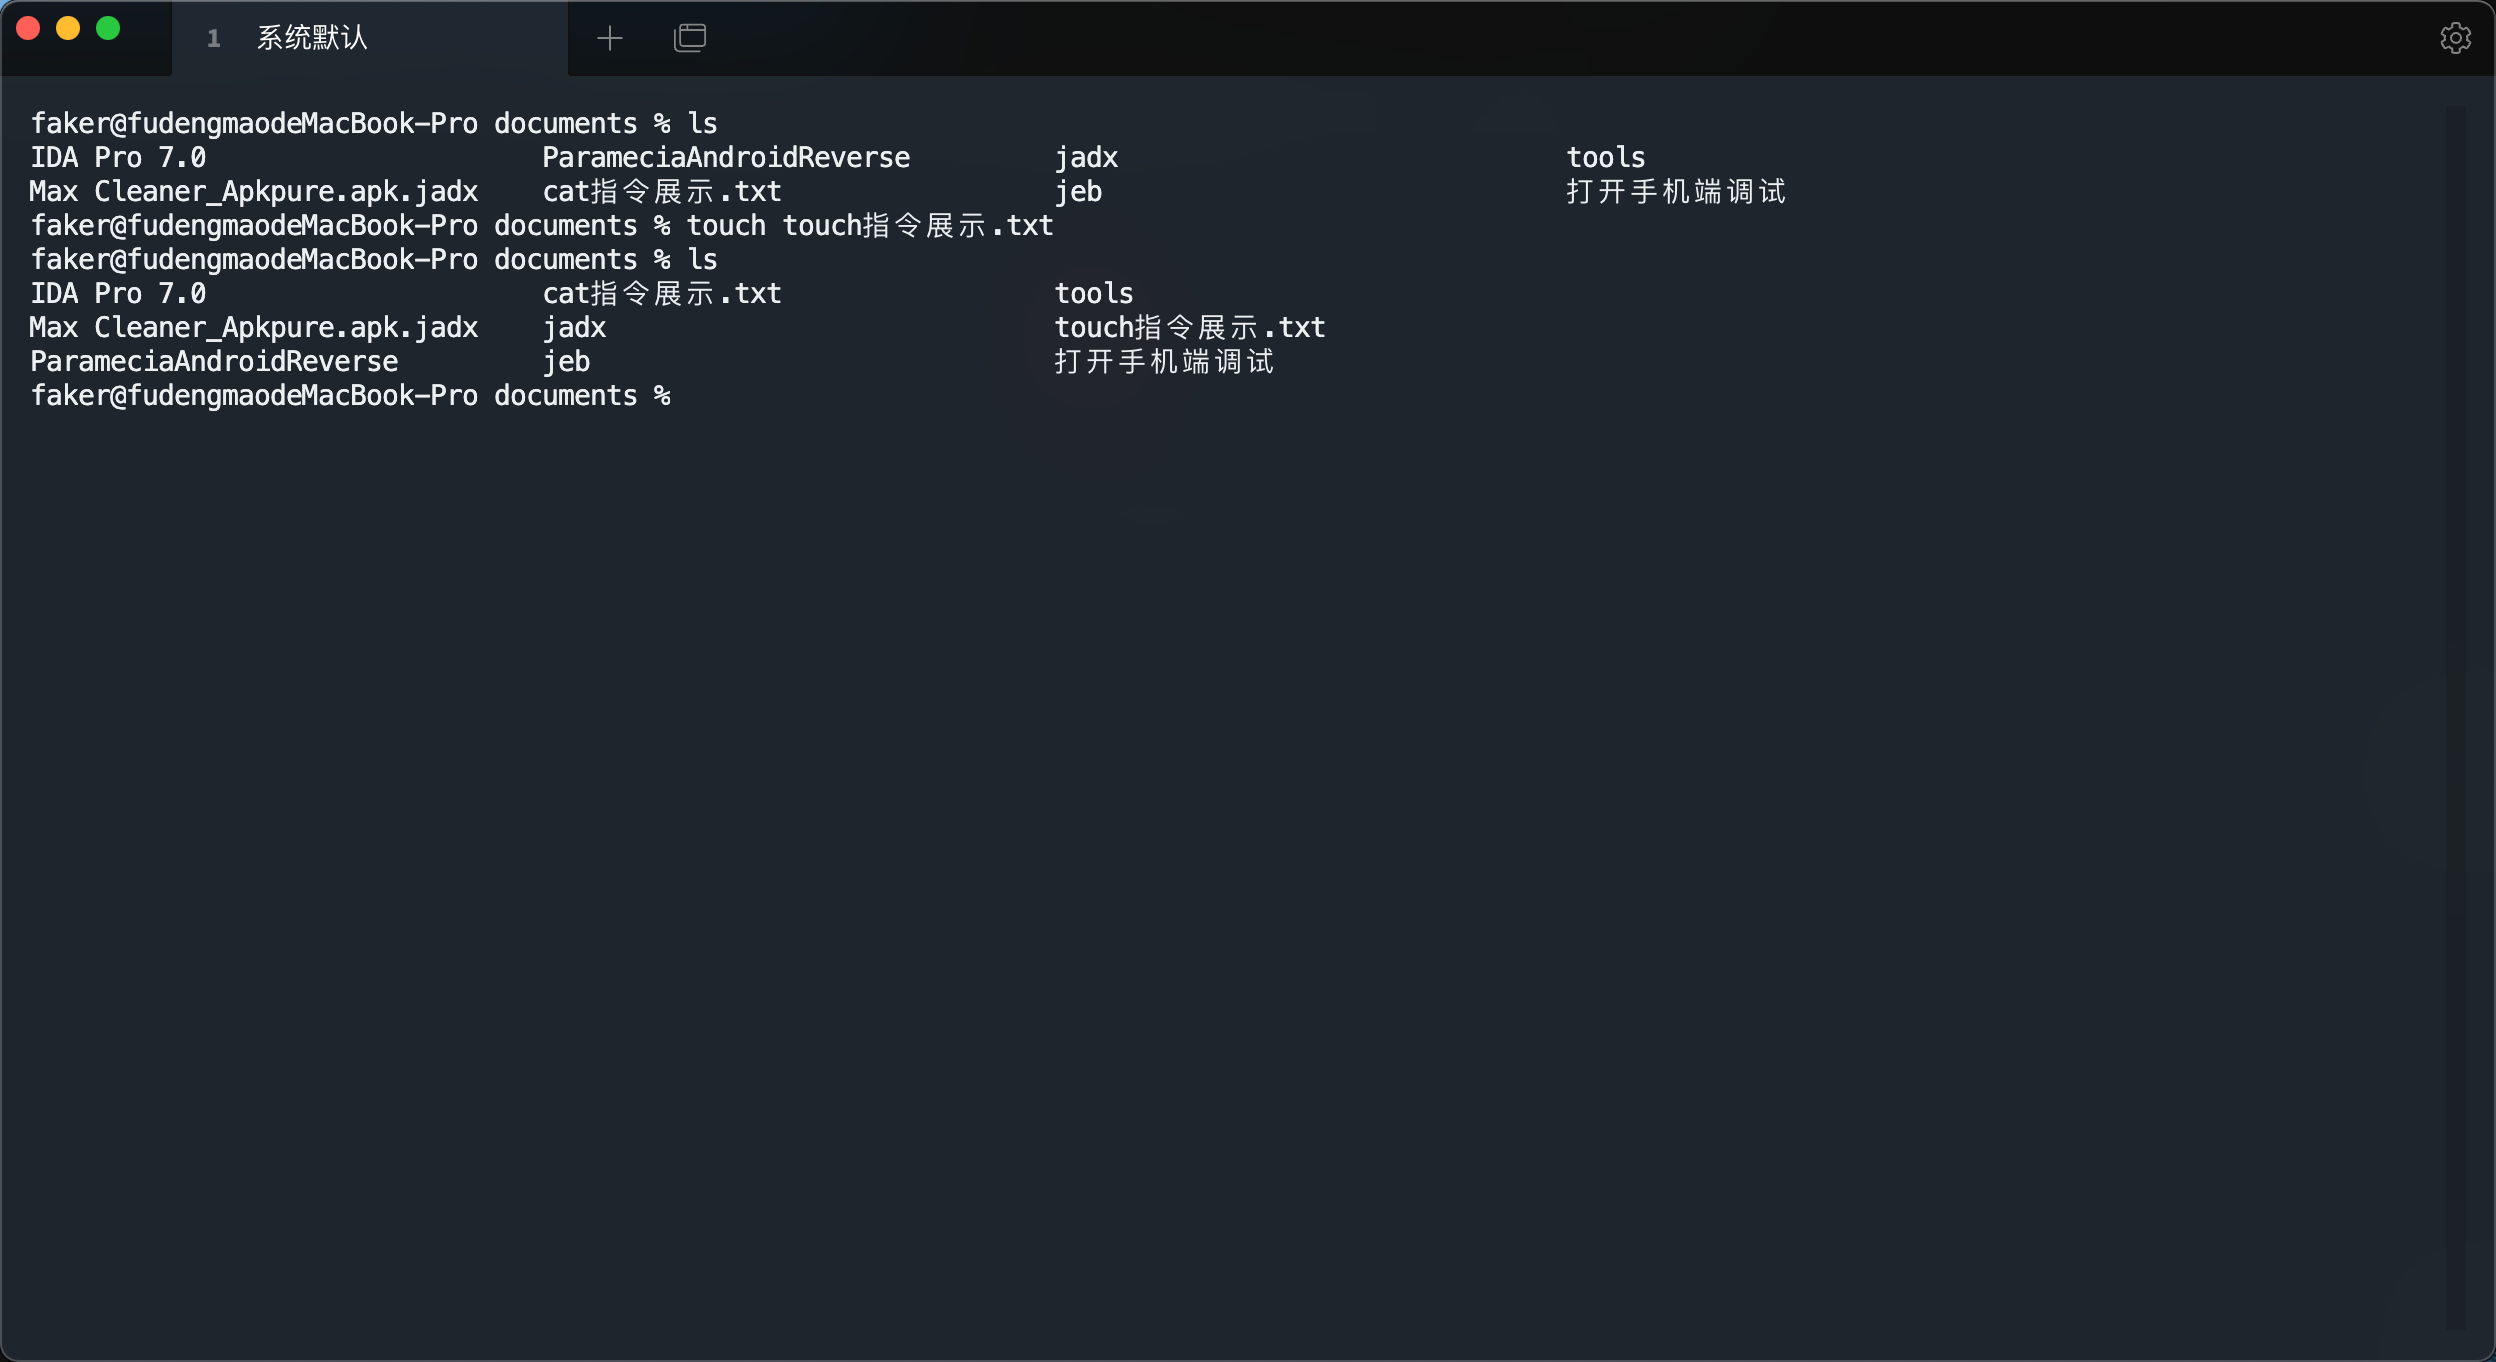 1 系统默认
faker@fudengmaodeMacBook-Pro documents % ls
IDA Pro 7.0 ParameciaAndroidReverse jadx tools
Max Cleaner_Apkpure.apk.jadx cat指令展示.txt jeb 打开手机端调试
faker@fudengmaodeMacBook-Pro documents % touch touch指令展示.txt
faker@fudengmaodeMacBook-Pro documents % ls
IDA Pro 7.0 cat指令展示.txt tools
Max Cleaner_Apkpure.apk.jadx jadx touch指令展示.txt
ParameciaAndroidReverse jeb 打开手机端调试
faker@fudengmaodeMacBook-Pro documents %